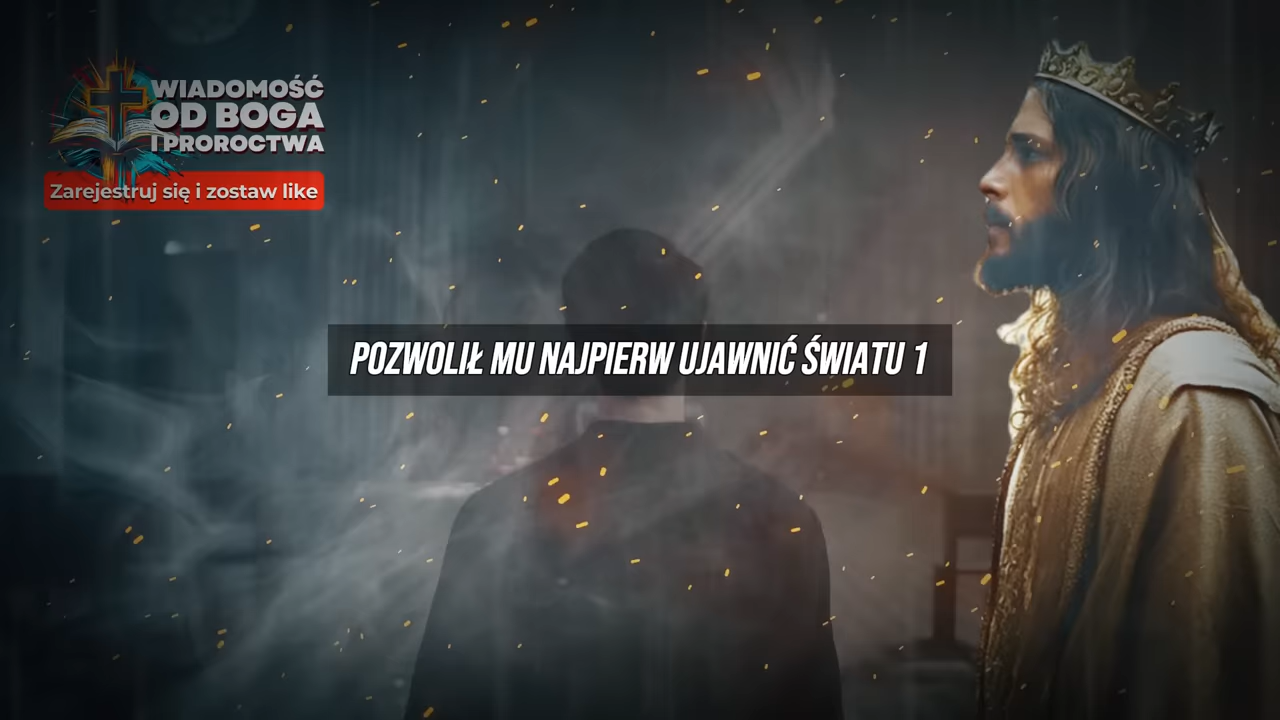 WIADOMOŚĆ
OD BOGA
I PROROCTWA
Zarejestruj się i zostaw like
POZWOLIŁ MU NAJPIERW UJAWNIĆ ŚWIATU 1